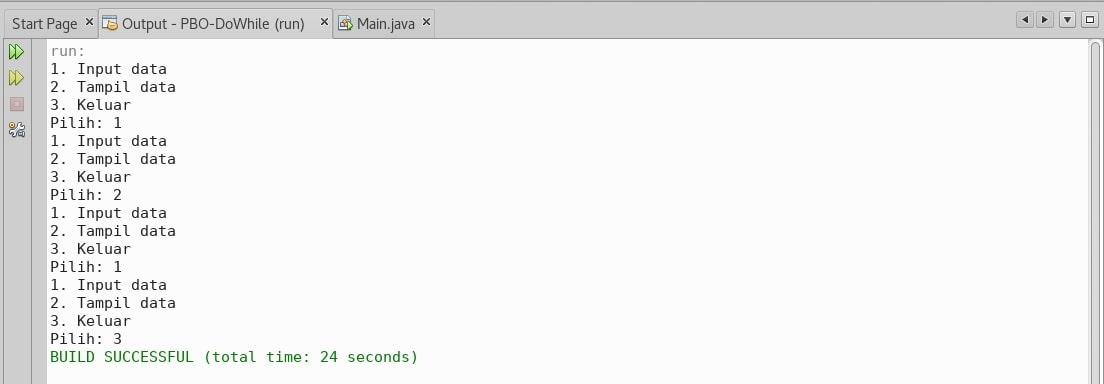 Start Page
Output - PBO-DoWhile (run)
Main.java
run:
1. Input data
2. Tampil data
3. Keluar
Pilih: 1
1. Input data
2. Tampil data
3. Keluar
Pilih: 2
1. Input data
2. Tampil data
3. Keluar
Pilih: 1
1. Input data
2. Tampil data
3. Keluar
Pilih: 3
BUILD SUCCESSFUL (total time: 24 seconds)